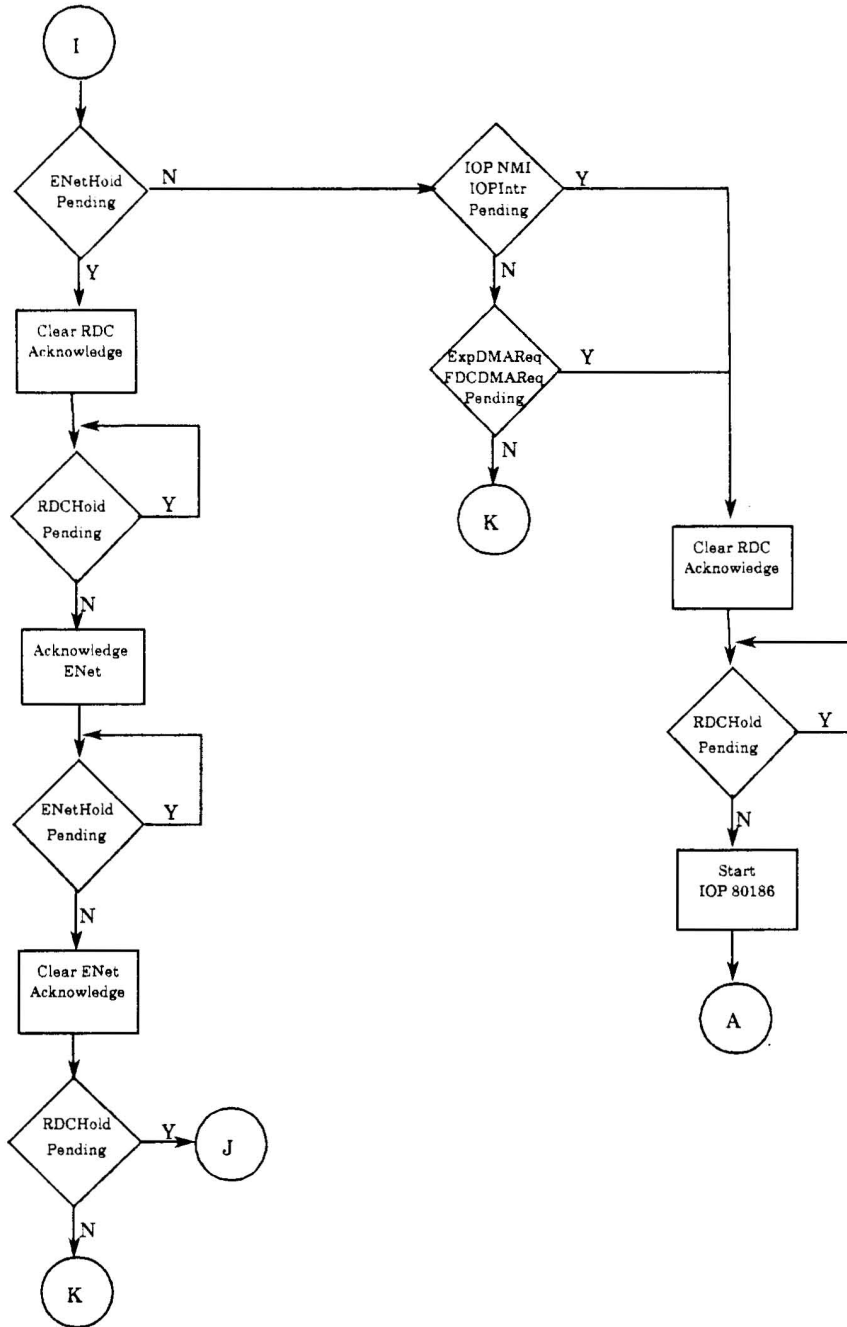 I
ENetHold
Pending
N
Y
IOP NMI
IOPIntr
Pending
Y
N
ExpDMAReq
FDCDMAReq
Pending
Y
N
K
Clear RDC
Acknowledge
RDCHold
Pending
Y
N
Acknowledge
ENet
ENetHold
Pending
Y
N
Clear ENet
Acknowledge
RDCHold
Pending
Y
J
N
K
Clear RDC
Acknowledge
RDCHold
Pending
Y
N
Start
IOP 80186
A